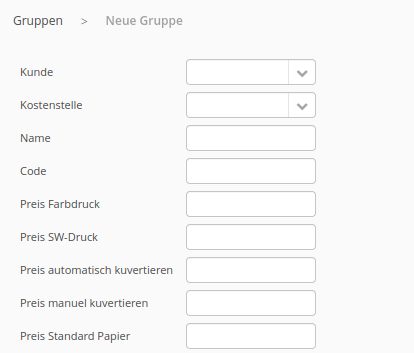 Gruppen > Neue Gruppe
Kunde
Kostenstelle
Name
Code
Preis Farbdruck
Preis SW-Druck
Preis automatisch kuvertieren
Preis manuel kuvertieren
Preis Standard Papier